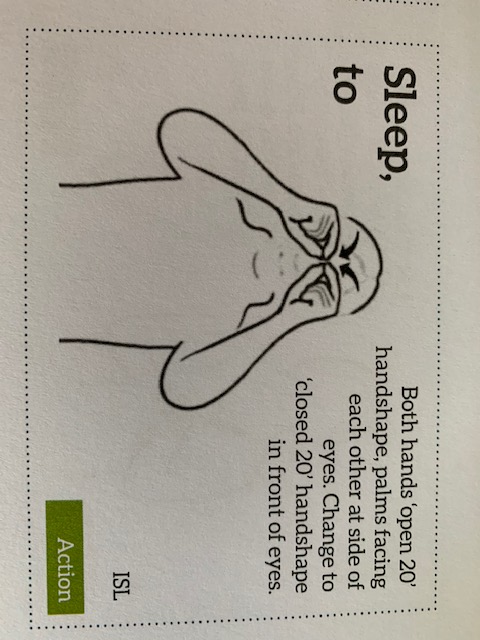 Sleep,
to
Both hands ‘open 20’
handshape, palms facing
each other at side of
eyes. Change to
‘closed 20’ handshape
in front of eyes.
ISL
Action